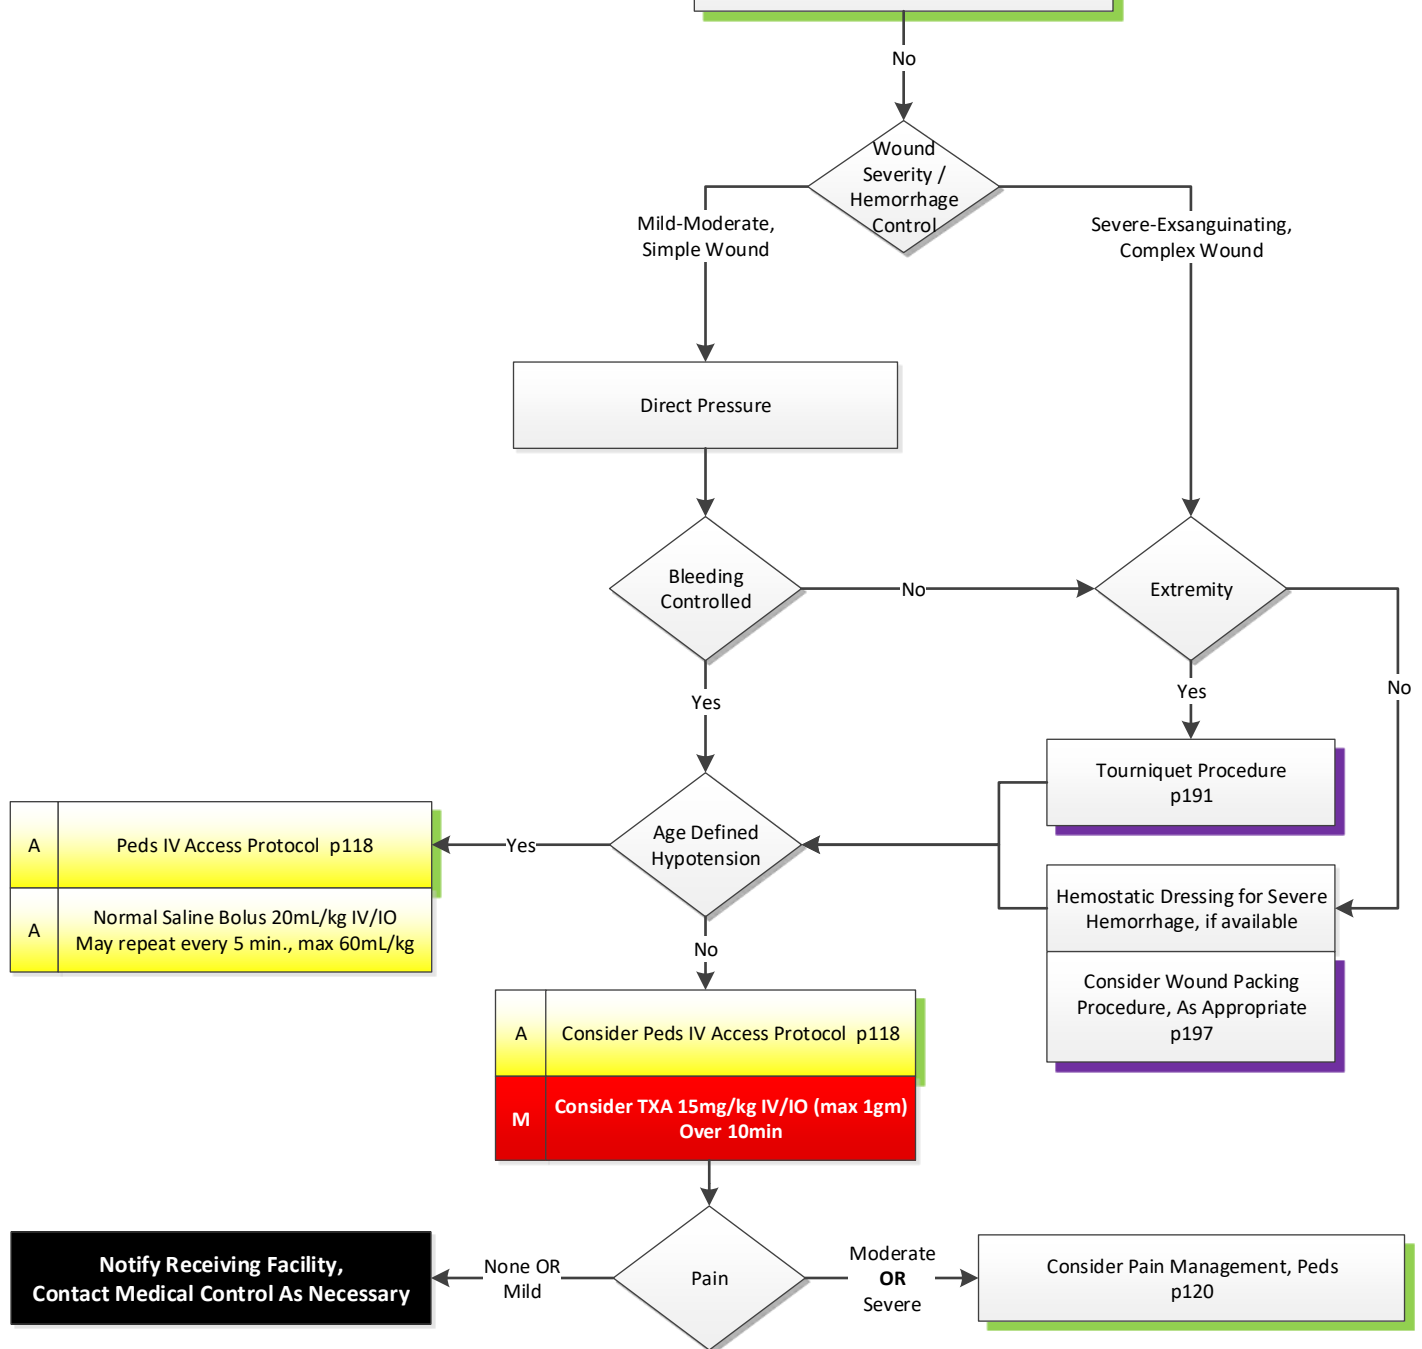 No
Wound
Severity /
Hemorrhage
Control
Mild-Moderate,
Simple Wound
Severe-Exsanguinating,
Complex Wound
Direct Pressure
Bleeding
Controlled
No
Extremity
Yes
Yes
No
Tourniquet Procedure
p191
A
Peds IV Access Protocol  p118
Yes
Age Defined
Hypotension
A
Normal Saline Bolus 20mL/kg IV/IO
May repeat every 5 min., max 60mL/kg
Hemostatic Dressing for Severe
Hemorrhage, if available
No
Consider Wound Packing
Procedure, As Appropriate
p197
A
Consider Peds IV Access Protocol  p118
M
Consider TXA 15mg/kg IV/IO (max 1gm)
Over 10min
Notify Receiving Facility,
Contact Medical Control As Necessary
None OR
Mild
Pain
Moderate
OR
Severe
Consider Pain Management, Peds
p120